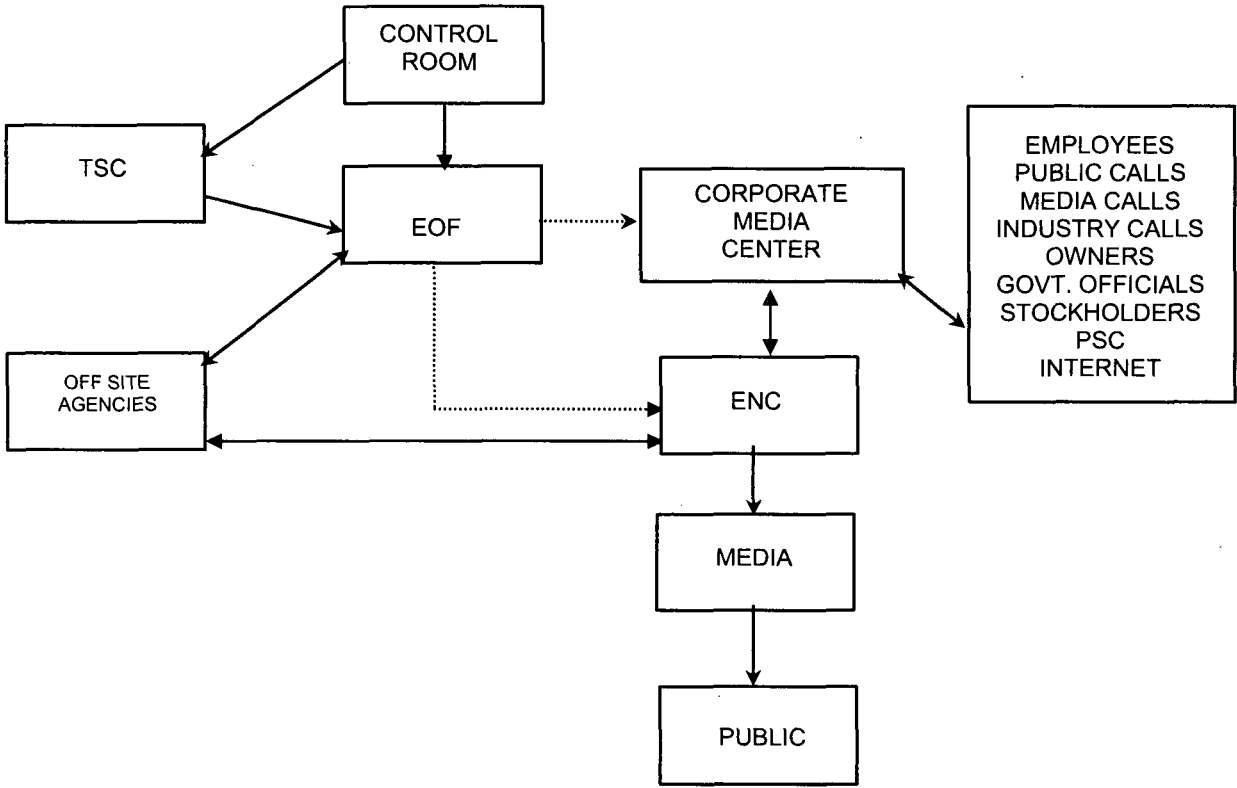 CONTROL
ROOM
TSC
EOF
CORPORATE
MEDIA
CENTER
EMPLOYEES
PUBLIC CALLS
MEDIA CALLS
INDUSTRY CALLS
OWNERS
GOVT. OFFICIALS
STOCKHOLDERS
PSC
INTERNET
OFF SITE
AGENCIES
ENC
MEDIA
PUBLIC